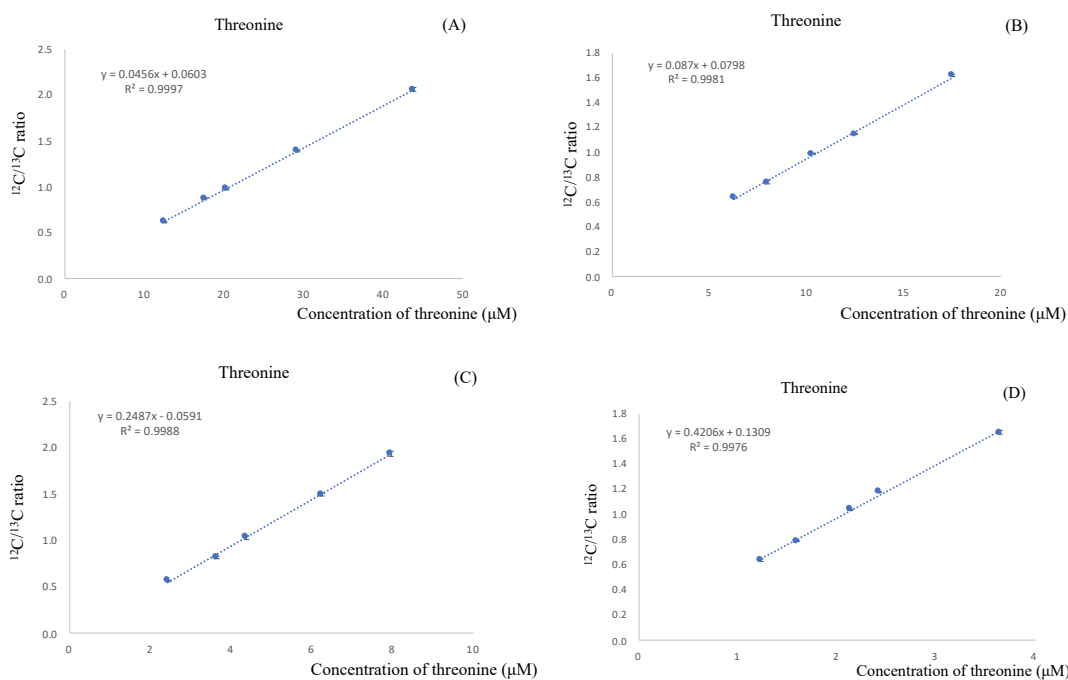 Threonine
(A)
y = 0.0456x + 0.0603
R² = 0.9997
¹²C/¹³C ratio
2.5
2.0
1.5
1.0
0.5
0.0
0 10 20 30 40 50
Concentration of threonine (μM)
Threonine
(B)
y = 0.087x + 0.0798
R² = 0.9981
¹²C/¹³C ratio
1.8
1.6
1.4
1.2
1.0
0.8
0.6
0.4
0.2
0.0
0 5 10 15 20
Concentration of threonine (μM)
Threonine
(C)
y = 0.2487x - 0.0591
R² = 0.9988
¹²C/¹³C ratio
2.5
2.0
1.5
1.0
0.5
0.0
0 2 4 6 8 10
Concentration of threonine (μM)
Threonine
(D)
y = 0.4206x + 0.1309
R² = 0.9976
¹²C/¹³C ratio
1.8
1.6
1.4
1.2
1.0
0.8
0.6
0.4
0.2
0.0
0 1 2 3 4
Concentration of threonine (μM)